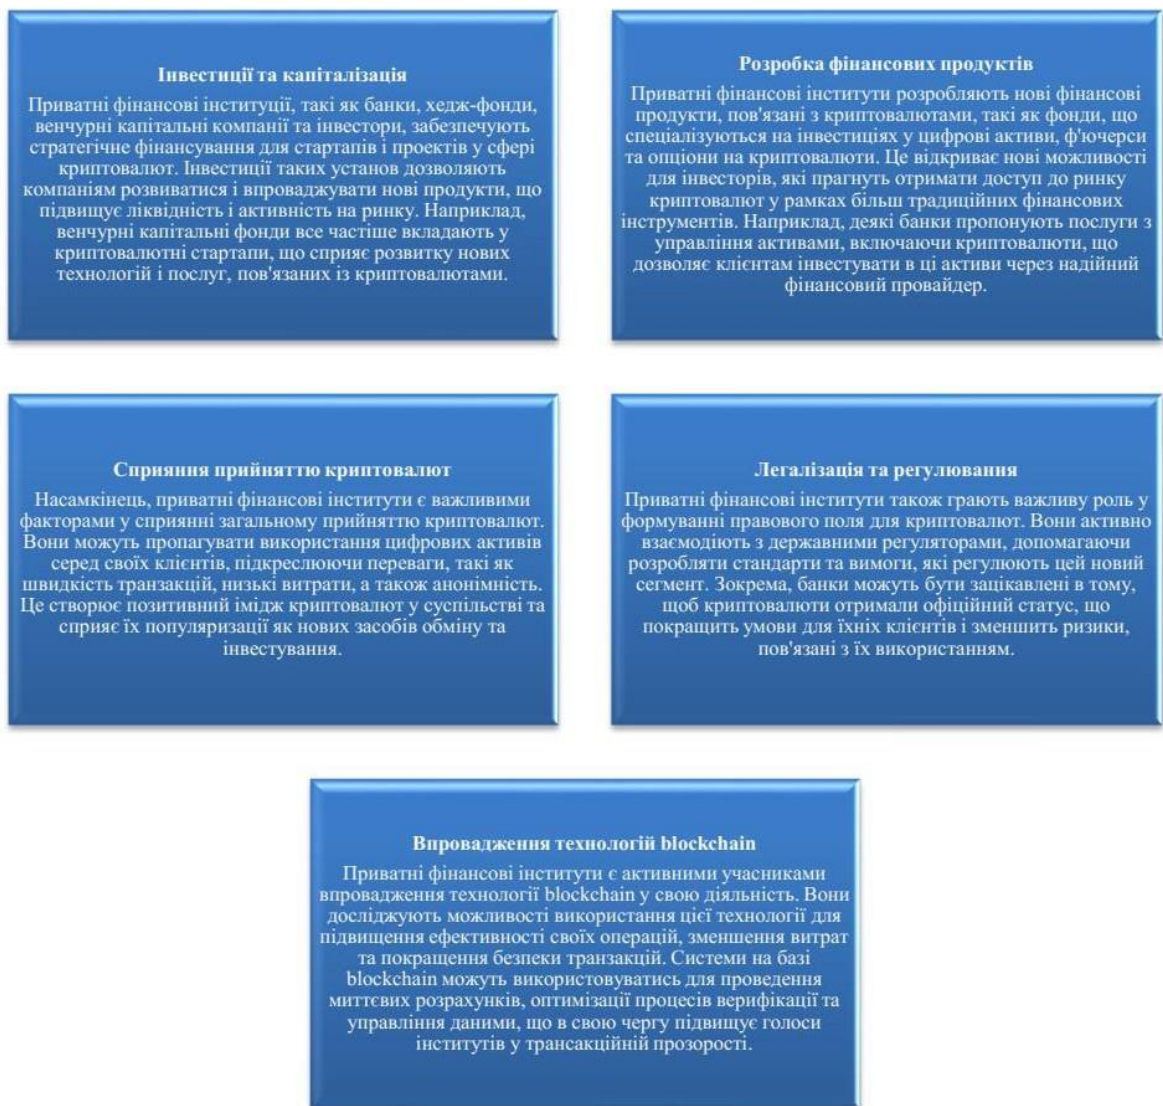 Інвестиції та капіталізація
Приватні фінансові інституції, такі як банки, хедж-фонди,
венчурні капітальні компанії та інвестори, забезпечують
стратегічне фінансування для стартапів і проектів у сфері
криптовалют. Інвестиції таких установ дозволяють
компаніям розвиватися і впроваджувати нові продукти, що
підвищує ліквідність і активність на ринку. Наприклад,
венчурні капітальні фонди все частіше вкладають у
криптовалютні стартапи, що сприяє розвитку нових
технологій і послуг, пов'язаних із криптовалютами.
Розробка фінансових продуктів
Приватні фінансові інститути розробляють нові фінансові
продукти, пов'язані з криптовалютами, такі як фонди, що
спеціалізуються на інвестиціях у цифрові активи, ф'ючерси
та опціони на криптовалюти. Це відкриває нові можливості
для інвесторів, які прагнуть отримати доступ до ринку
криптовалют у рамках більш традиційних фінансових
інструментів. Наприклад, деякі банки пропонують послуги з
управління активами, включаючи криптовалюти, що
дозволяє клієнтам інвестувати в ці активи через надійний
фінансовий провайдер.
Сприяння прийняттю криптовалют
Насамкінець, приватні фінансові інститути є важливими
факторами у сприянні загальному прийняттю криптовалют.
Вони можуть пропагувати використання цифрових активів
серед своїх клієнтів, підкреслюючи переваги, такі як
швидкість транзакцій, низькі витрати, а також анонімність.
Це створює позитивний імідж криптовалют у суспільстві та
сприяє їх популяризації як нових засобів обміну та
інвестування.
Легалізація та регулювання
Приватні фінансові інститути також грають важливу роль у
формуванні правового поля для криптовалют. Вони активно
взаємодіють з державними регуляторами, допомагаючи
розробляти стандарти та вимоги, які регулюють цей новий
сегмент. Зокрема, банки можуть бути зацікавлені в тому,
щоб криптовалюти отримали офіційний статус, що
покращить умови для їхніх клієнтів і зменшить ризики,
пов'язані з їх використанням.
Впровадження технологій blockchain
Приватні фінансові інститути є активними учасниками
впровадження технології blockchain у свою діяльність. Вони
досліджують можливості використання цієї технології для
підвищення ефективності своїх операцій, зменшення витрат
та покращення безпеки транзакцій. Системи на базі
blockchain можуть використовуватись для проведення
миттєвих розрахунків, оптимізації процесів верифікації та
управління даними, що в свою чергу підвищує голоси
інститутів у трансакційній прозорості.